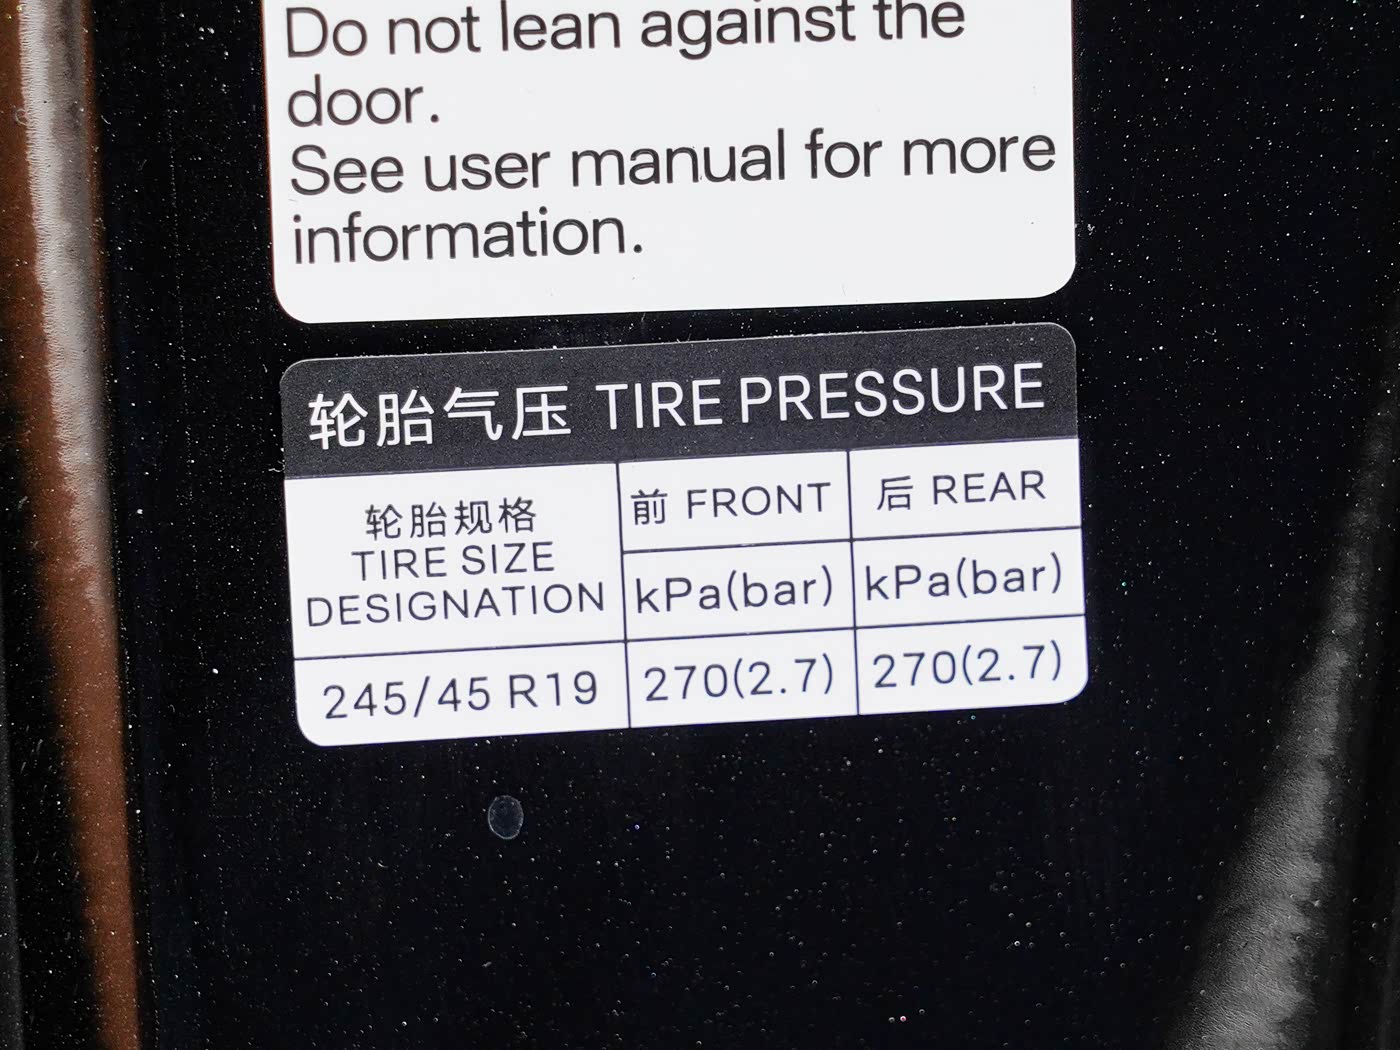 Do not lean against the
door.
See user manual for more
information.
轮胎气压 TIRE PRESSURE
轮胎规格
TIRE SIZE
DESIGNATION
前 FRONT
后 REAR
kPa(bar)
kPa(bar)
245/45 R19
270(2.7)
270(2.7)